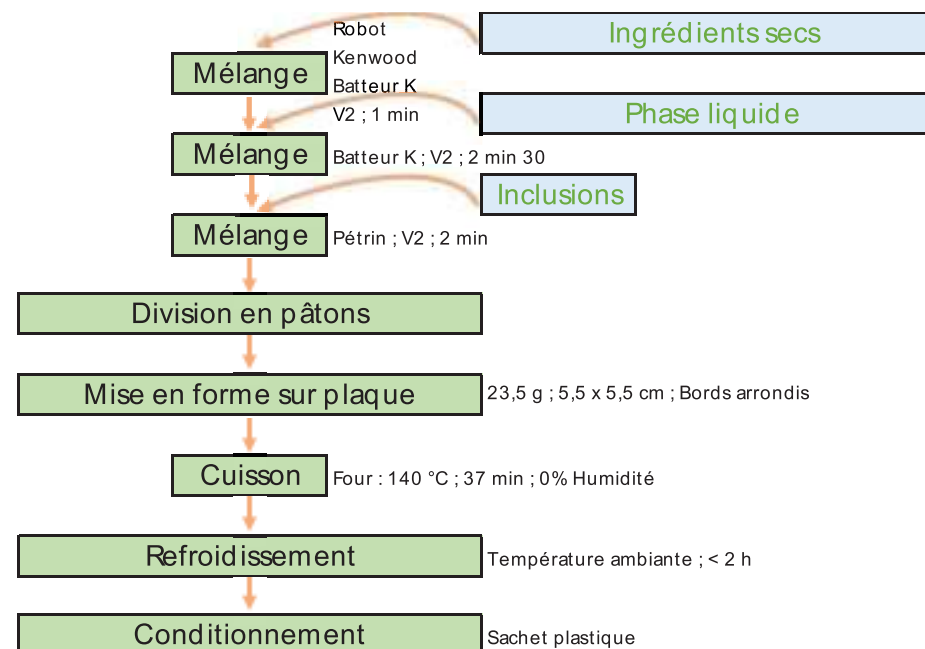 Robot
Ingrédients secs
Kenwood
Mélange
Batteur K
V2 ; 1 min
Phase liquide
Mélange
Batteur K ; V2 ; 2 min 30
Inclusions
Mélange
Pétrin ; V2 ; 2 min
Division en pâtons
Mise en forme sur plaque
23,5 g ; 5,5 x 5,5 cm ; Bords arrondis
Cuisson
Four : 140 °C ; 37 min ; 0% Humidité
Refroidissement
Température ambiante ; < 2 h
Conditionnement
Sachet plastique